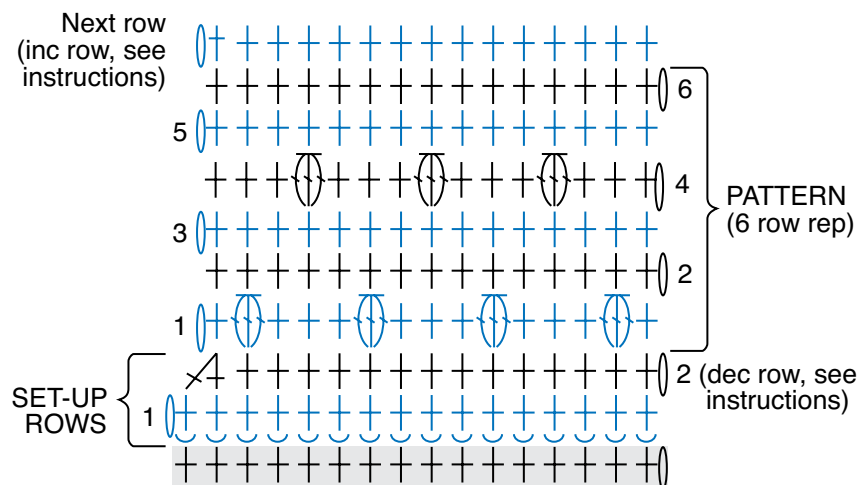 Next row
(inc row, see
instructions)
6
5
4
PATTERN
(6 row rep)
3
2
1
2 (dec row, see
instructions)
SET-UP
ROWS
1